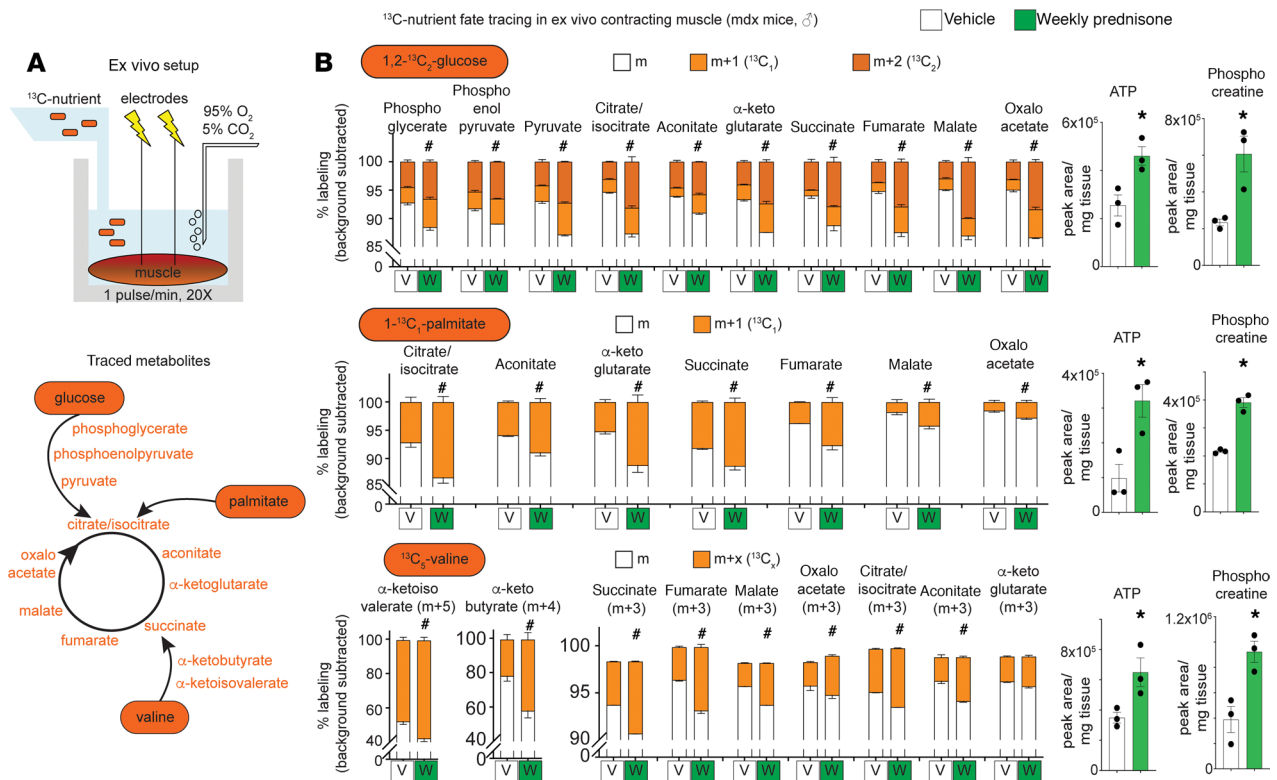 ¹³C-nutrient fate tracing in ex vivo contracting muscle (mdx mice, ♂)
Vehicle
Weekly prednisone
A
Ex vivo setup
¹³C-nutrient
electrodes
95% O₂
5% CO₂
muscle
1 pulse/min, 20X
Traced metabolites
glucose
phosphoglycerate
phosphoenolpyruvate
pyruvate
palmitate
citrate/isocitrate
oxalo
acetate
aconitate
α-ketoglutarate
malate
succinate
fumarate
α-ketobutyrate
α-ketoisovalerate
valine
B
1,2-¹³C₂-glucose
m
m+1 (¹³C₁)
m+2 (¹³C₂)
% labeling
(background subtracted)
100
95
90
85
0
Phospho
glycerate
#
V W
Phospho
enol
pyruvate
#
V W
Pyruvate
#
V W
Citrate/
isocitrate
#
V W
Aconitate
#
V W
α-keto
glutarate
#
V W
Succinate
#
V W
Fumarate
#
V W
Malate
#
V W
Oxalo
acetate
#
V W
ATP
*
peak area/
mg tissue
6x10⁵
0
Phospho
creatine
*
peak area/
mg tissue
8x10⁵
0
1-¹³C₁-palmitate
m
m+1 (¹³C₁)
% labeling
(background subtracted)
100
95
90
85
0
Citrate/
isocitrate
#
V W
Aconitate
#
V W
α-keto
glutarate
#
V W
Succinate
#
V W
Fumarate
#
V W
Malate
#
V W
Oxalo
acetate
#
V W
ATP
*
peak area/
mg tissue
4x10⁵
0
Phospho
creatine
*
peak area/
mg tissue
4x10⁵
0
¹³C₅-valine
m
m+x (¹³Cₓ)
% labeling
(background subtracted)
α-ketoiso
valerate (m+5)
#
100
80
60
40
0
V W
α-keto
butyrate (m+4)
#
100
80
60
40
0
V W
100
95
90
0
Succinate
(m+3)
#
V W
Fumarate
(m+3)
#
V W
Malate
(m+3)
#
V W
Oxalo
acetate
(m+3)
#
V W
Citrate/
isocitrate
(m+3)
#
V W
Aconitate
(m+3)
#
V W
α-keto
glutarate
(m+3)
V W
ATP
*
peak area/
mg tissue
8x10⁵
0
Phospho
creatine
*
peak area/
mg tissue
1.2x10⁶
0